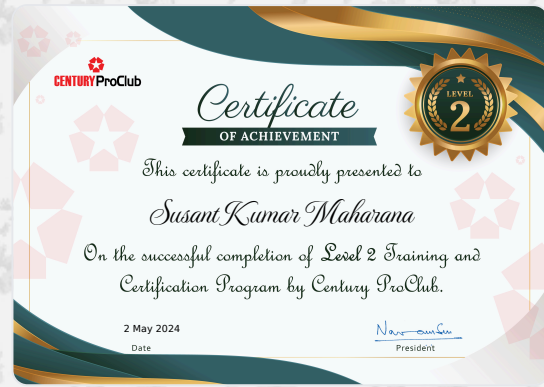 CENTURY ProClub
Certificate
OF ACHIEVEMENT
LEVEL
2
This certificate is proudly presented to
Susant Kumar Maharana
On the successful completion of Level 2 Training and
Certification Program by Century ProClub.
2 May 2024
Date
President